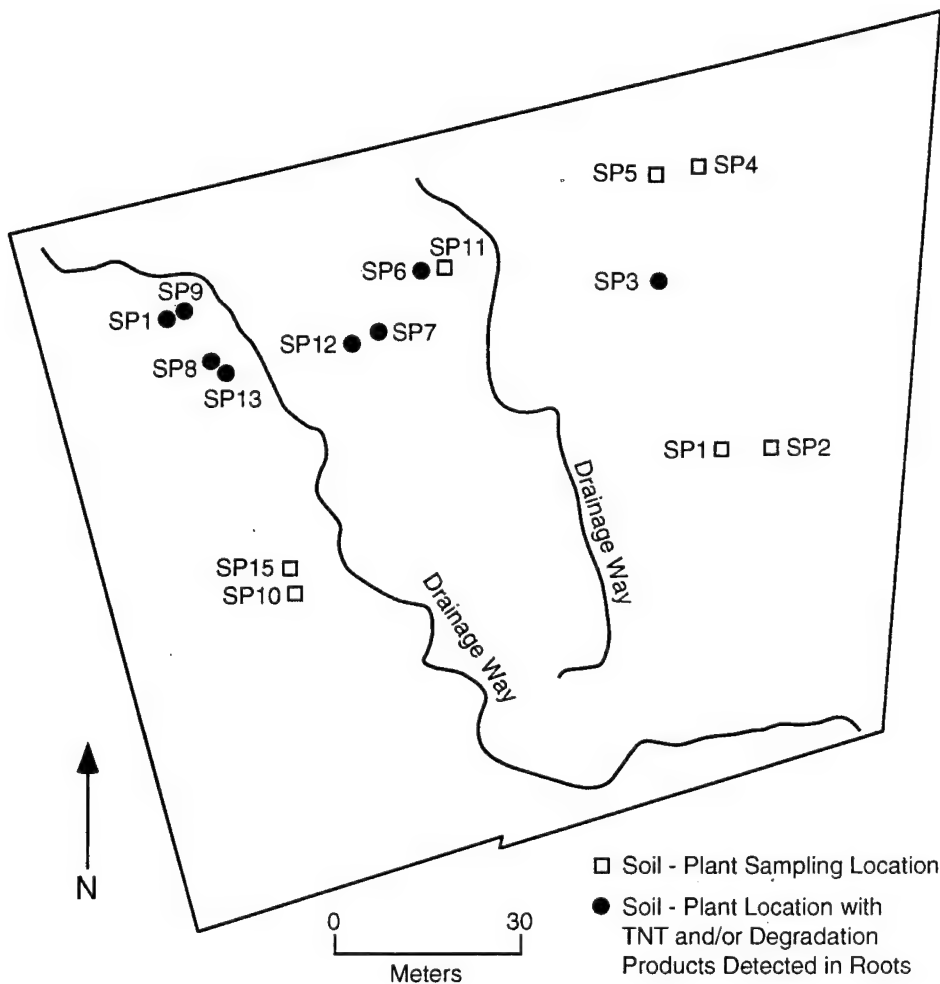 SP5
SP4
SP11
SP6
SP3
SP9
SP1
SP12
SP7
SP8
SP13
SP1
SP2
Drainage Way
SP15
SP10
Drainage Way
N
0 30
Meters
Soil - Plant Sampling Location
Soil - Plant Location with
TNT and/or Degradation
Products Detected in Roots